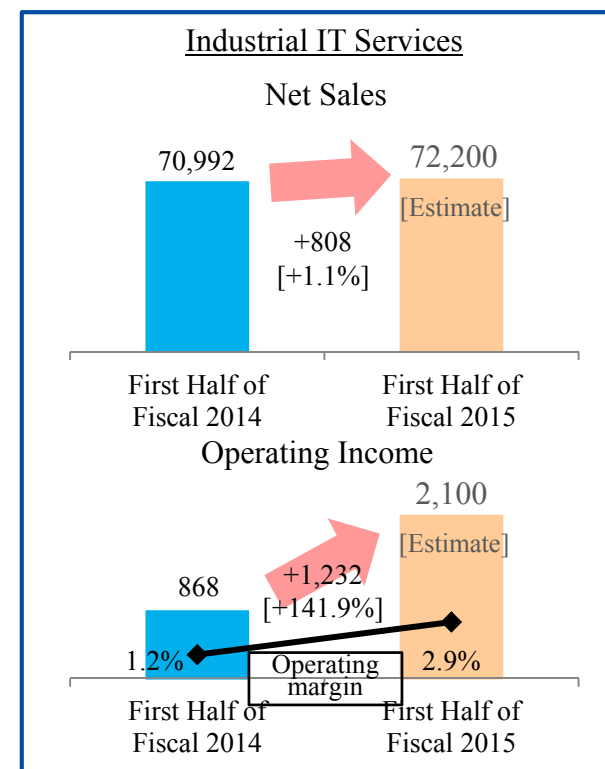 Industrial IT Services
Net Sales
70,992
72,200
[Estimate]
+808
[+1.1%]
First Half of
Fiscal 2014
First Half of
Fiscal 2015
Operating Income
2,100
[Estimate]
868
+1,232
[+141.9%]
1.2%
Operating
margin
2.9%
First Half of
Fiscal 2014
First Half of
Fiscal 2015